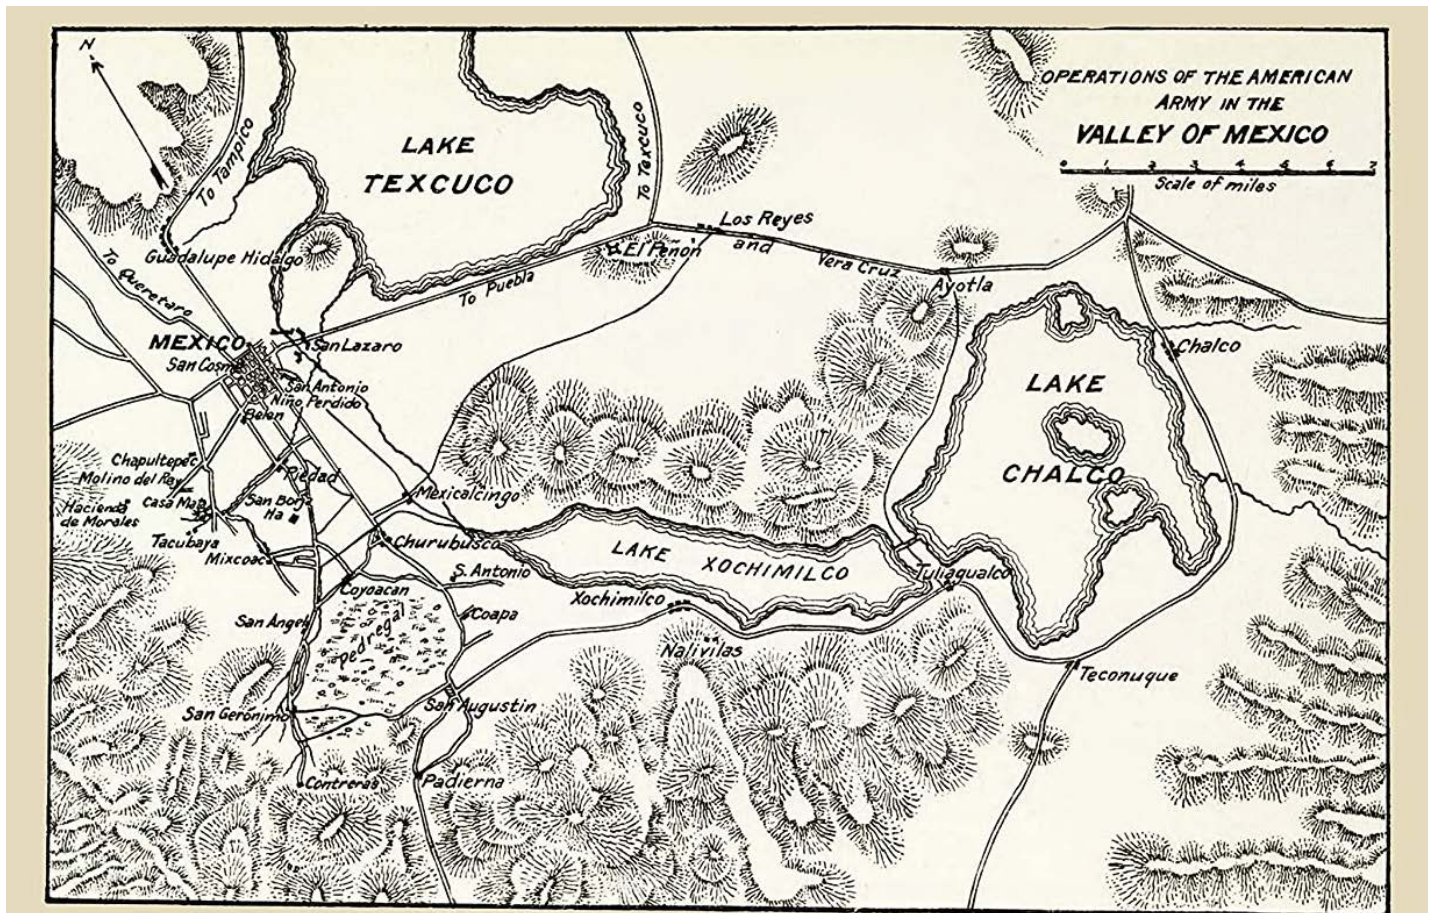 N
OPERATIONS OF THE AMERICAN
ARMY IN THE
VALLEY OF MEXICO
0 1 2 3 4 5 6 7
Scale of miles
LAKE
TEXCUCO
To Tampico
To Texcuco
Guadalupe Hidalgo
To Queretaro
Los Reyes
and
El Penon
Vera Cruz
To Puebla
Ayotla
MEXICO
San Lazaro
San Cosme
San Antonio
Niño Perdido
Belen
Chalco
LAKE
CHALCO
Chapultepec
Molino del Rey
Piedad
Casa Mata
San Borja
Ha
Mexicalcingo
Hacienda
de Morales
Tacubaya
Mixcoac
Churubusco
LAKE XOCHIMILCO
S. Antonio
Tuliagualco
Coyoacan
Xochimilco
Coapa
San Angel
Pedregal
Nativilas
Teconuque
San Geronimo
San Augustin
Contreras
Padierna